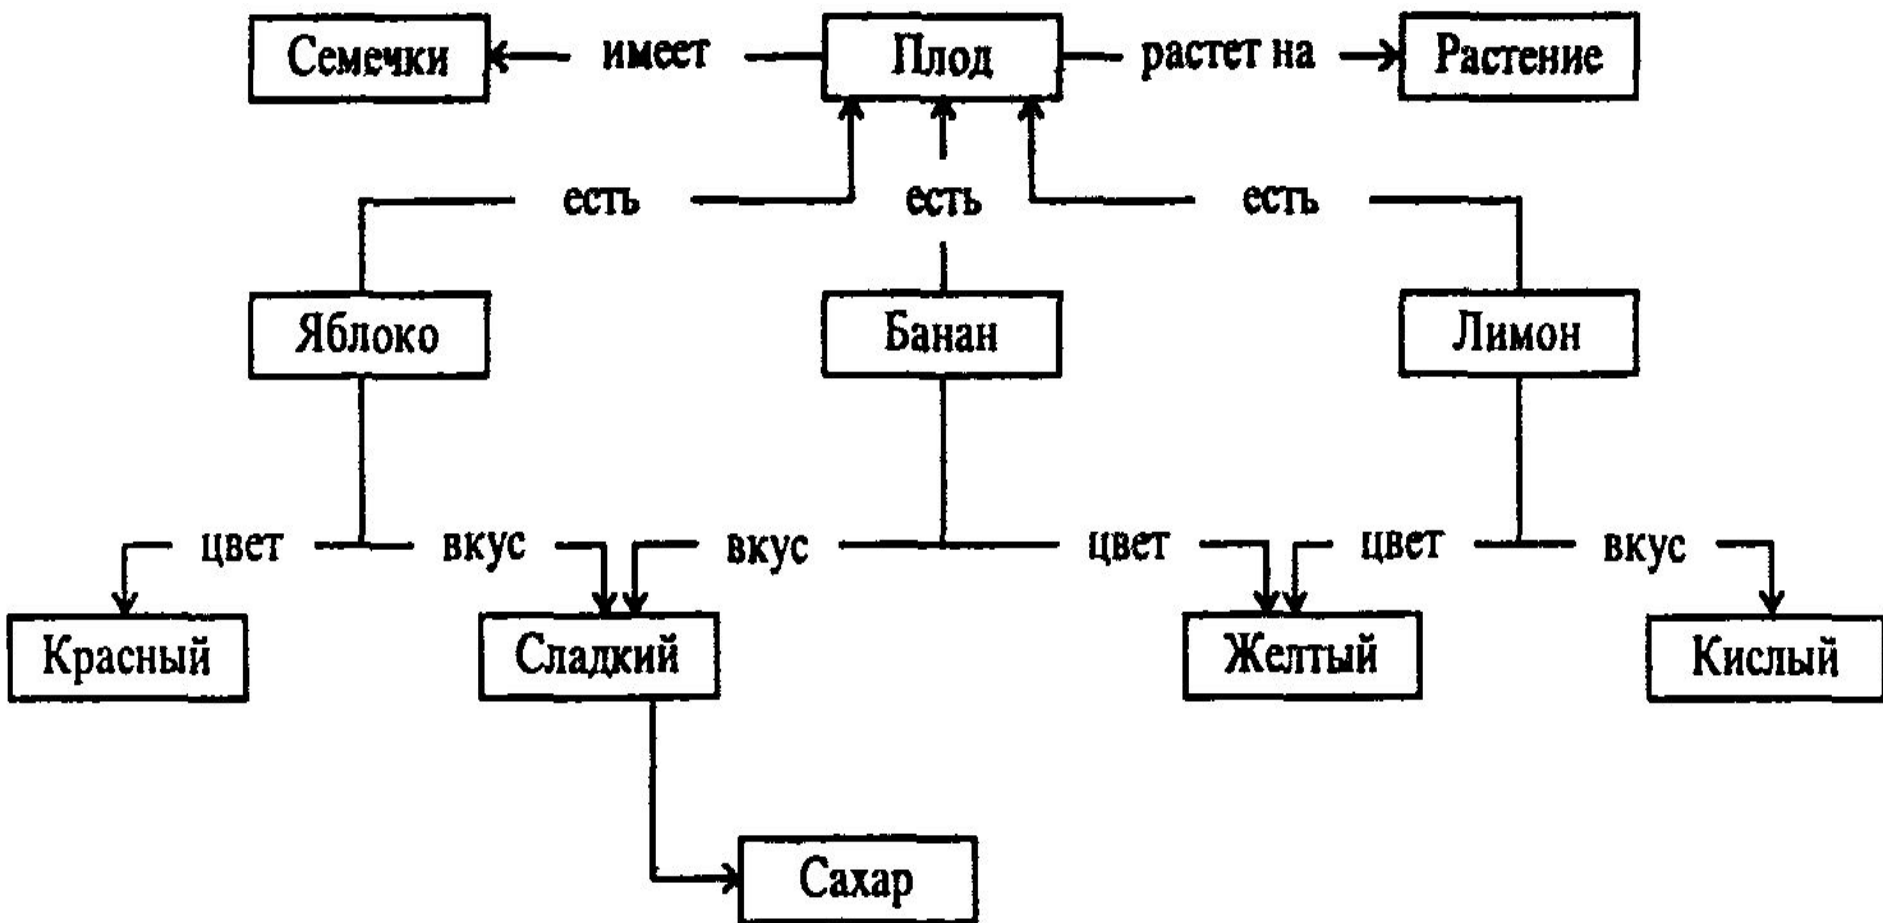 Семечки имеет Плод растет на Растение
есть есть есть
Яблоко Банан Лимон
цвет вкус вкус цвет цвет вкус
Красный Сладкий Желтый Кислый
Сахар